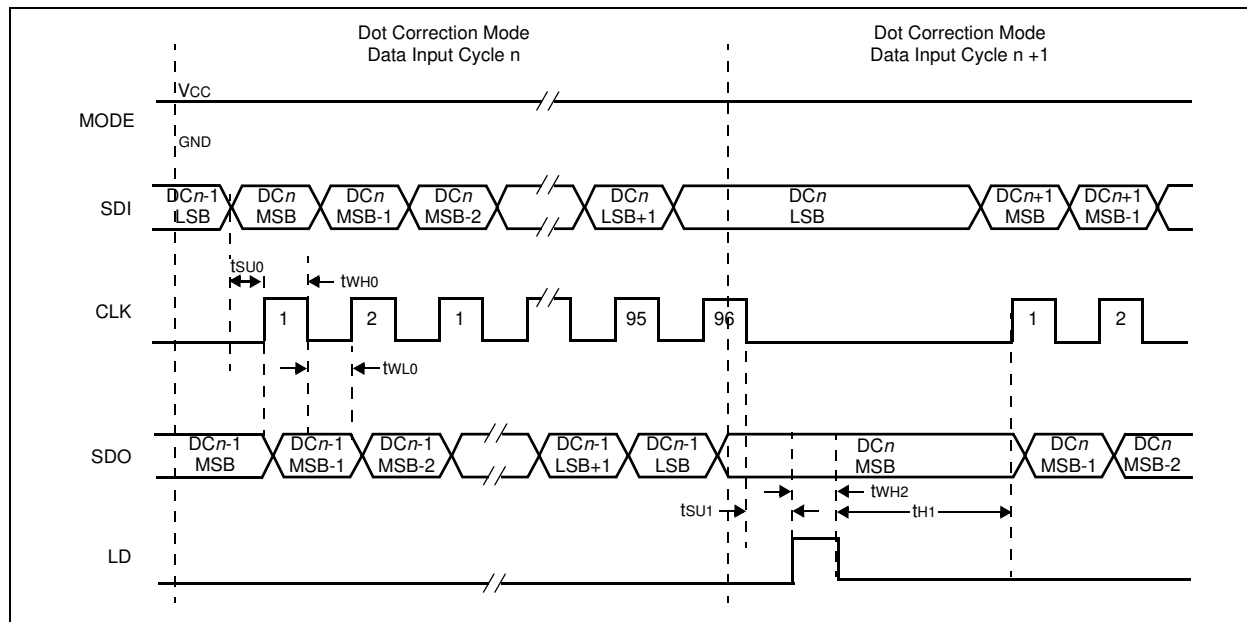 Dot Correction Mode
Data Input Cycle n
Dot Correction Mode
Data Input Cycle n +1
VCC
MODE
GND
SDI
DCn-1
LSB
DCn
MSB
DCn
MSB-1
DCn
MSB-2
DCn
LSB+1
DCn
LSB
DCn+1
MSB
DCn+1
MSB-1
tSU0
tWH0
CLK
1
2
1
95
96
1
2
tWL0
SDO
DCn-1
MSB
DCn-1
MSB-1
DCn-1
MSB-2
DCn-1
LSB+1
DCn-1
LSB
DCn
MSB
DCn
MSB-1
DCn
MSB-2
tWH2
tSU1
tH1
LD